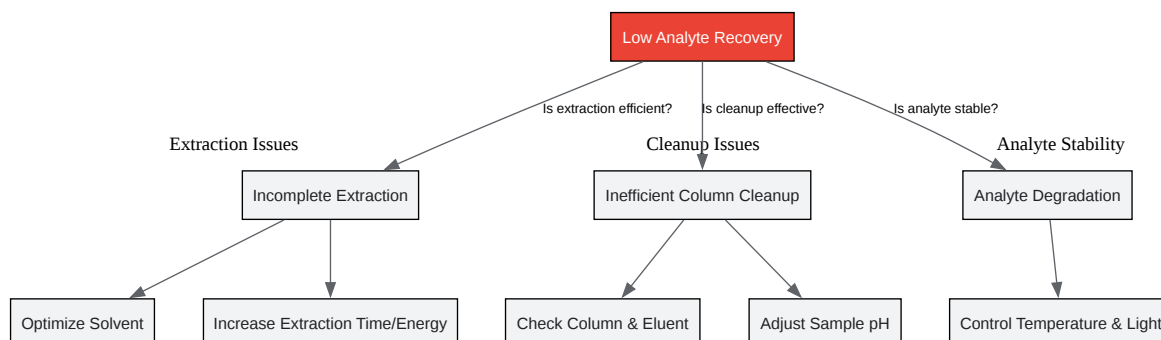 Low Analyte Recovery
Is extraction efficient?
Is cleanup effective?
Is analyte stable?
Extraction Issues
Cleanup Issues
Analyte Stability
Incomplete Extraction
Inefficient Column Cleanup
Analyte Degradation
Optimize Solvent
Increase Extraction Time/Energy
Check Column & Eluent
Adjust Sample pH
Control Temperature & Light